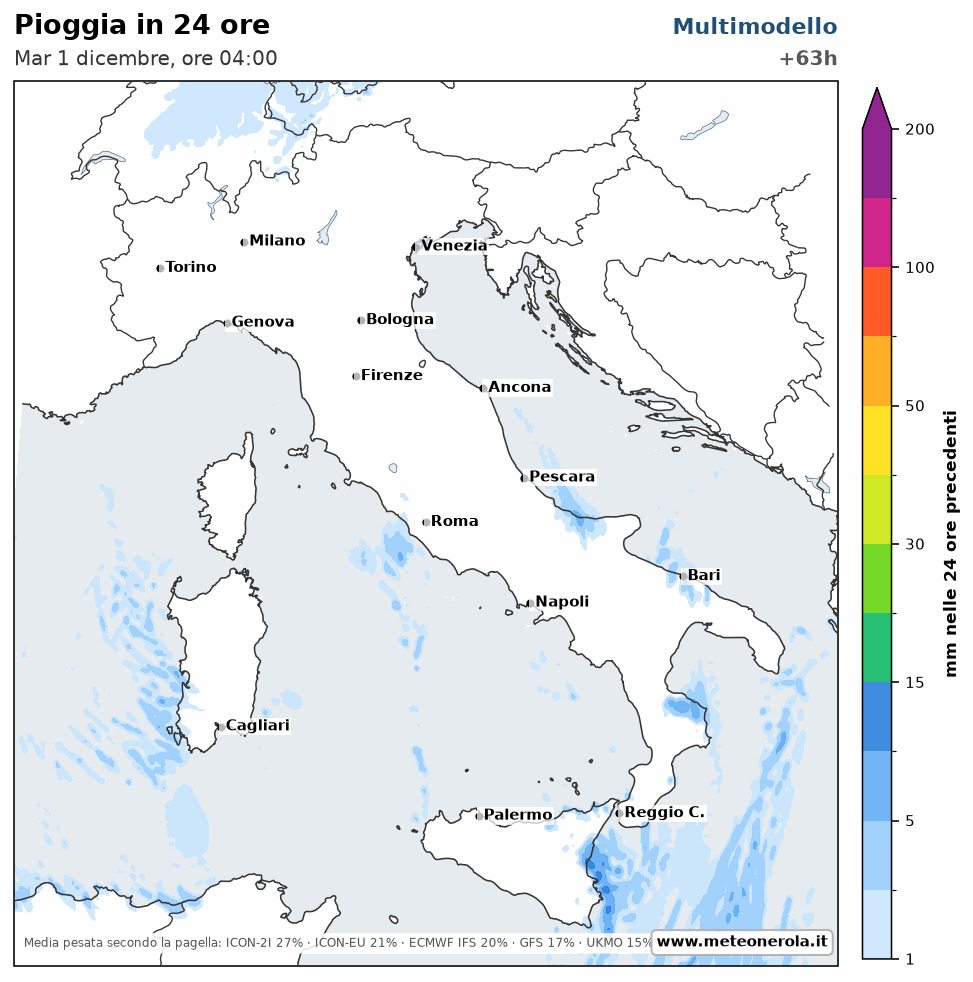 Pioggia in 24 ore
Multimodello
Mar 1 dicembre, ore 04:00
+63h
200
100
50
30
15
5
1
mm nelle 24 ore precedenti
Milano
Venezia
Torino
Genova
Bologna
Firenze
Ancona
Pescara
Roma
Bari
Napoli
Cagliari
Palermo
Reggio C.
Media pesata secondo la pagella: ICON-2I 27% · ICON-EU 21% · ECMWF IFS 20% · GFS 17% · UKMO 15%
www.meteonerola.it